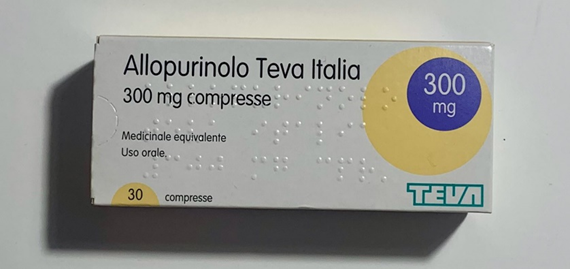 Allopurinolo Teva Italia
300 mg compresse
300
mg
Medicinale equivalente
Uso orale.
30 compresse
TEVA